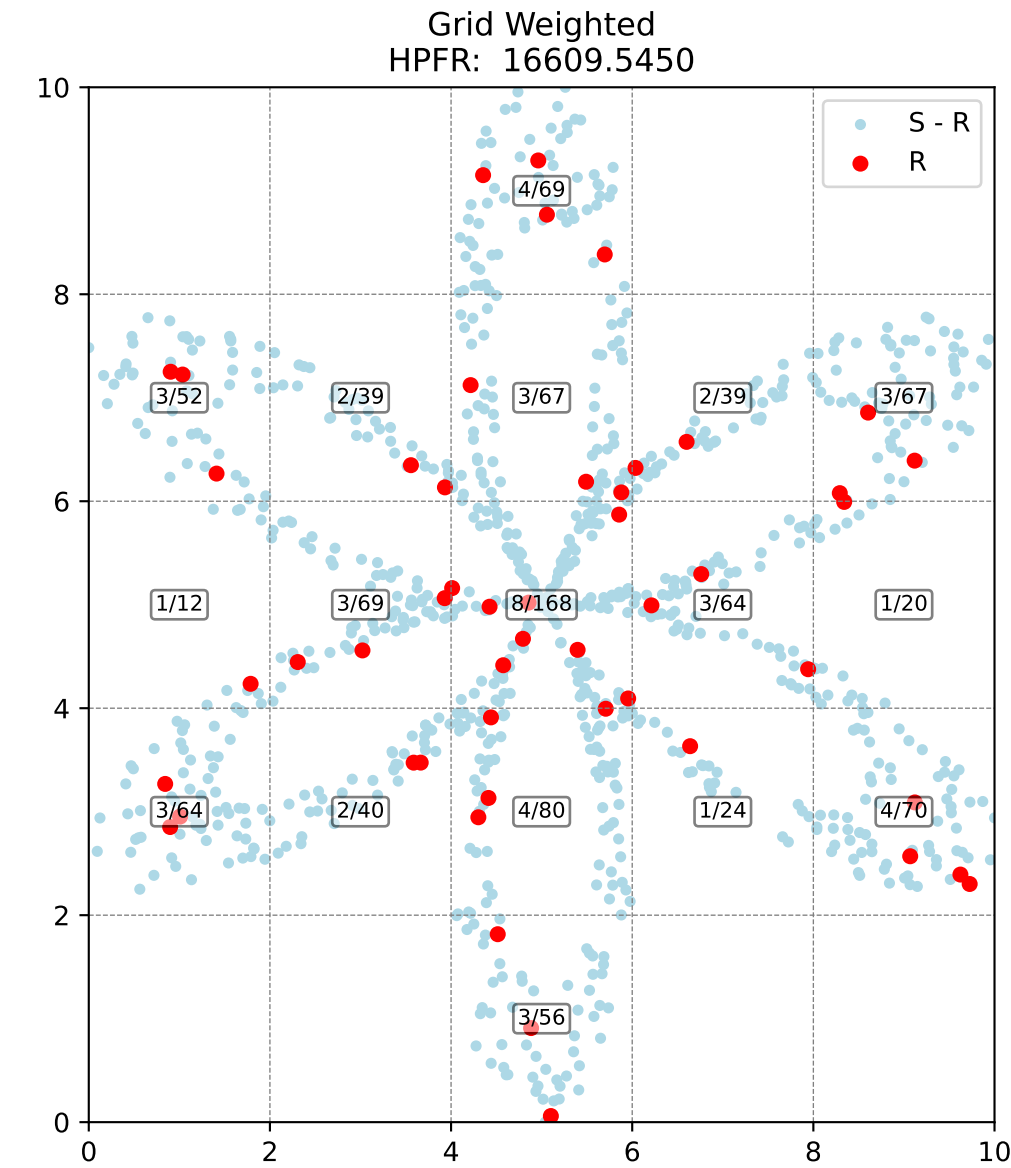 Grid Weighted
HPFR:  16609.5450
S - R
R
10
4/69
8
3/52 2/39 3/67 2/39 3/67
6
1/12 3/69 8/168 3/64 1/20
4
3/64 2/40 4/80 1/24 4/70
2
3/56
0
0 2 4 6 8 10